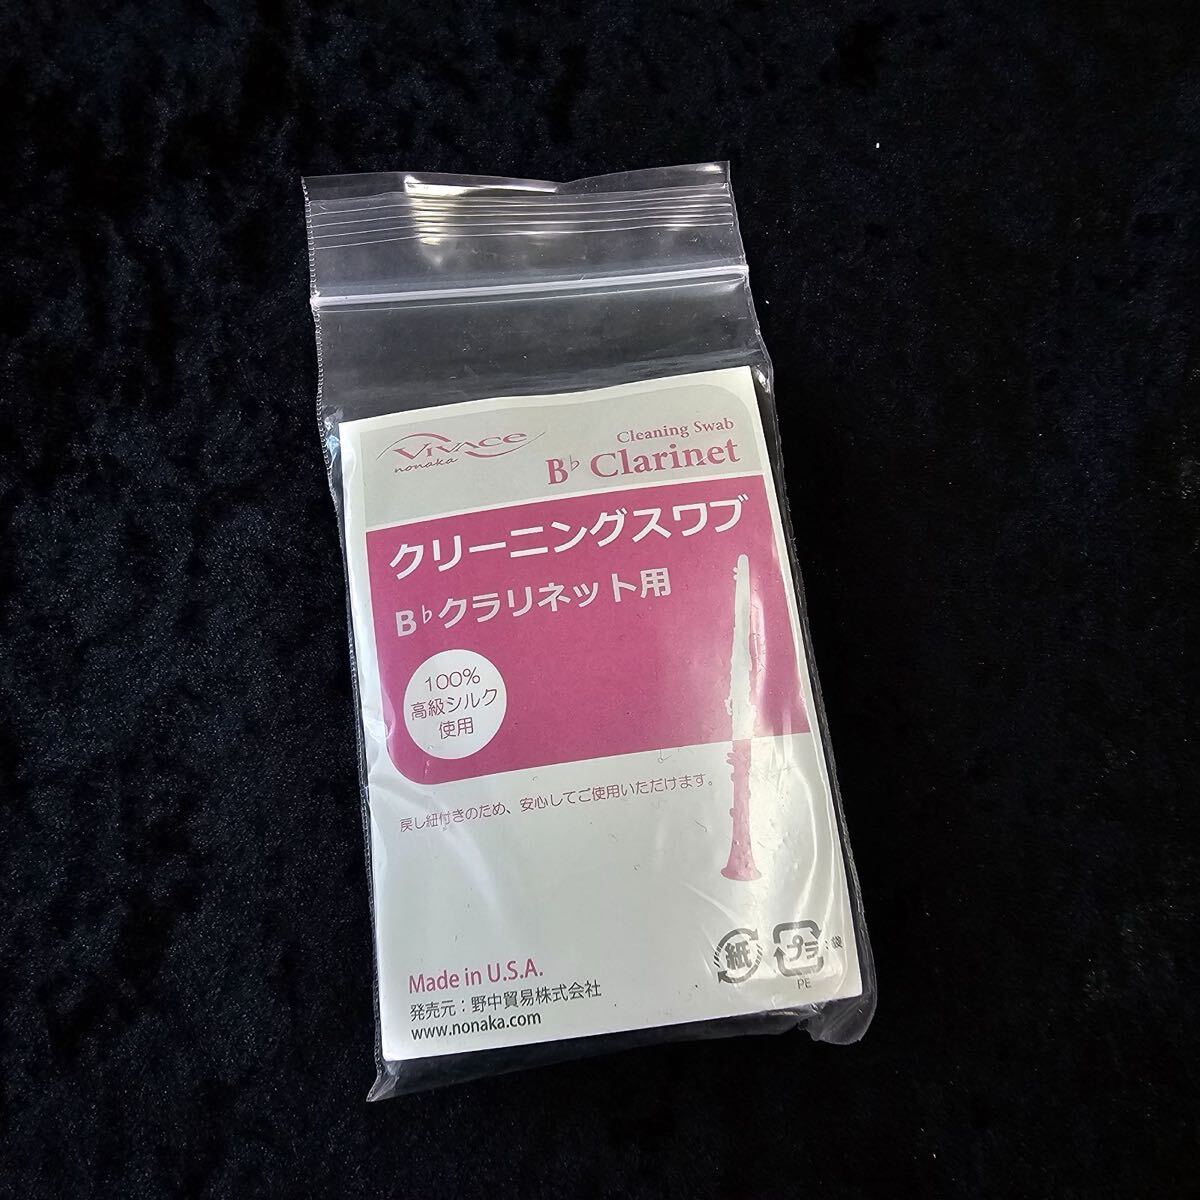 ViVACE
nonaka
Cleaning Swab
B♭ Clarinet
クリーニングスワブ
B♭クラリネット用
100%
高級シルク
使用
戻し紐付きのため、安心してご使用いただけます。
Made in U.S.A.
発売元：野中貿易株式会社
www.nonaka.com
紙
プラ
：袋
PE